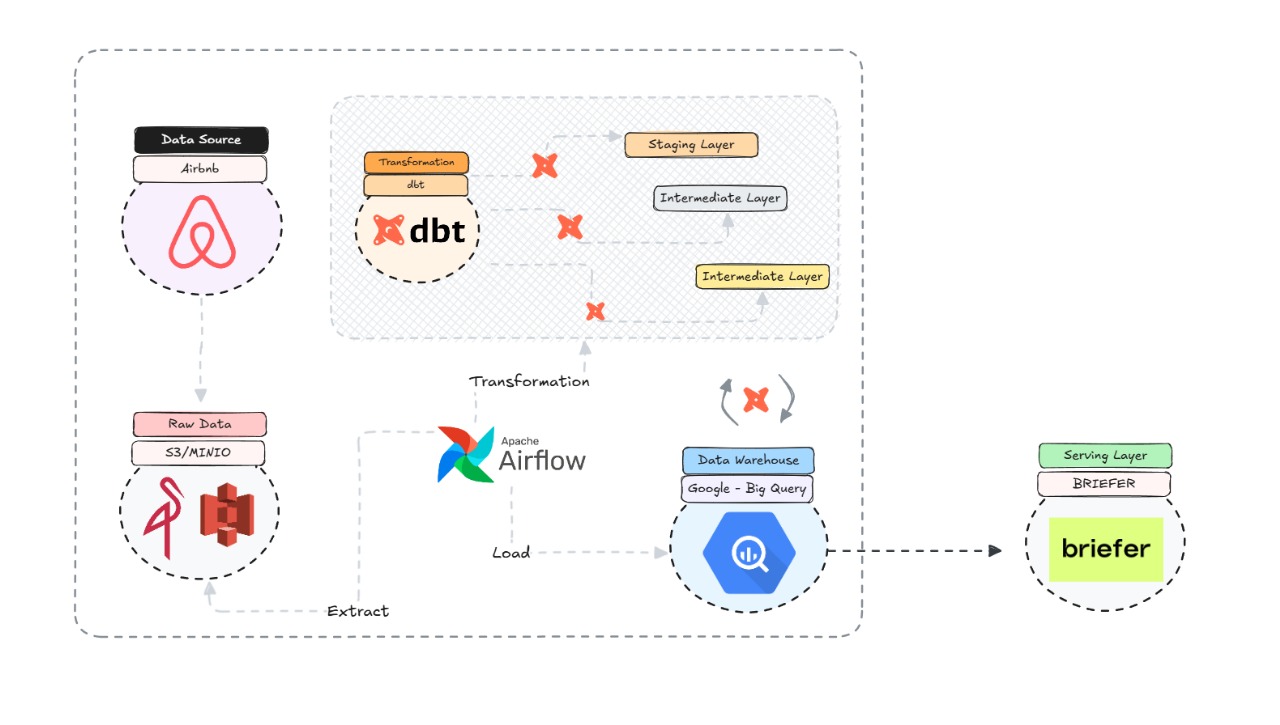 Data Source
Airbnb
Transformation
dbt
dbt
Staging Layer
Intermediate Layer
Intermediate Layer
Transformation
Raw Data
S3/MINIO
Apache
Airflow
Load
Extract
Data Warehouse
Google - Big Query
Serving Layer
BRIEFER
briefer